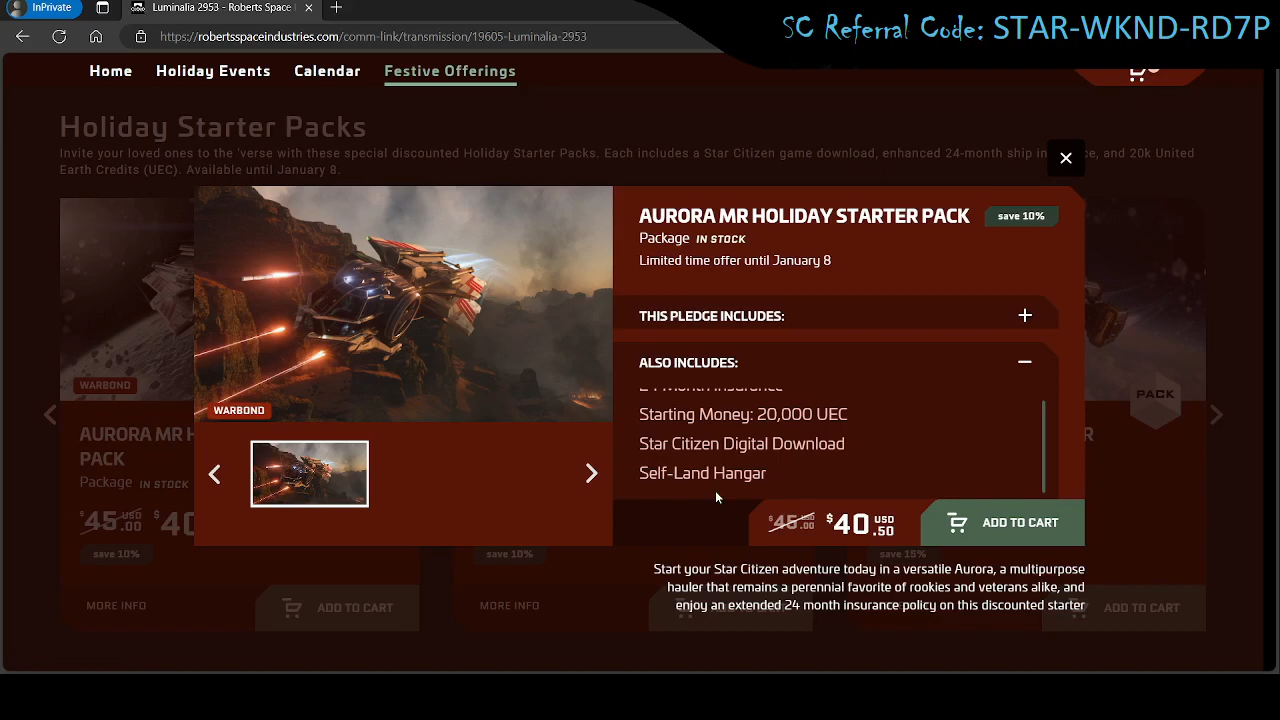 InPrivate
Luminalia 2953 - Roberts Space I
SC Referral Code: STAR-WKND-RD7P
https://robertsspaceindustries.com/comm-link/transmission/19605-Luminalia-2953
Home Holiday Events Calendar Festive Offerings
Holiday Starter Packs
Invite your loved ones to the 'verse with these special discounted Holiday Starter Packs. Each includes a Star Citizen game download, enhanced 24-month ship in ce, and 20k United
Earth Credits (UEC). Available until January 8.
AURORA MR HOLIDAY STARTER PACK
save 10%
Package IN STOCK
Limited time offer until January 8
THIS PLEDGE INCLUDES:
ALSO INCLUDES:
24 Month Insurance
Starting Money: 20,000 UEC
Star Citizen Digital Download
Self-Land Hangar
WARBOND
$45 USD .00 $40 USD .50
ADD TO CART
Start your Star Citizen adventure today in a versatile Aurora, a multipurpose
hauler that remains a perennial favorite of rookies and veterans alike, and
enjoy an extended 24 month insurance policy on this discounted starter
WARBOND
AURORA MR H
PACK
Package IN STOCK
$45 USD .00 $40
save 10%
MORE INFO
ADD TO CART
save 10%
MORE INFO
PACK
R
save 15%
ADD TO CART